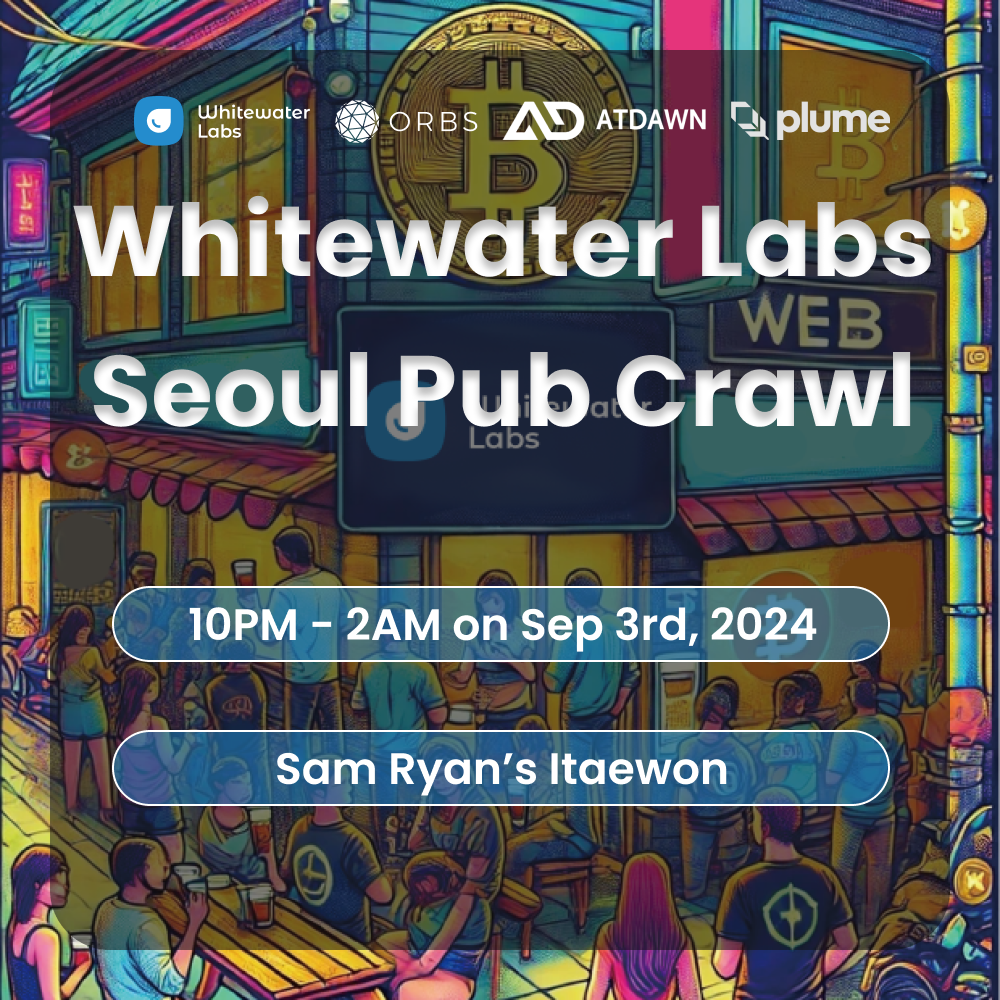 Whitewater
Labs
ORBS
ATDAWN
plume
Whitewater Labs
WEB
Seoul Pub Crawl
Whitewater
Labs
10PM - 2AM on Sep 3rd, 2024
Sam Ryan’s Itaewon